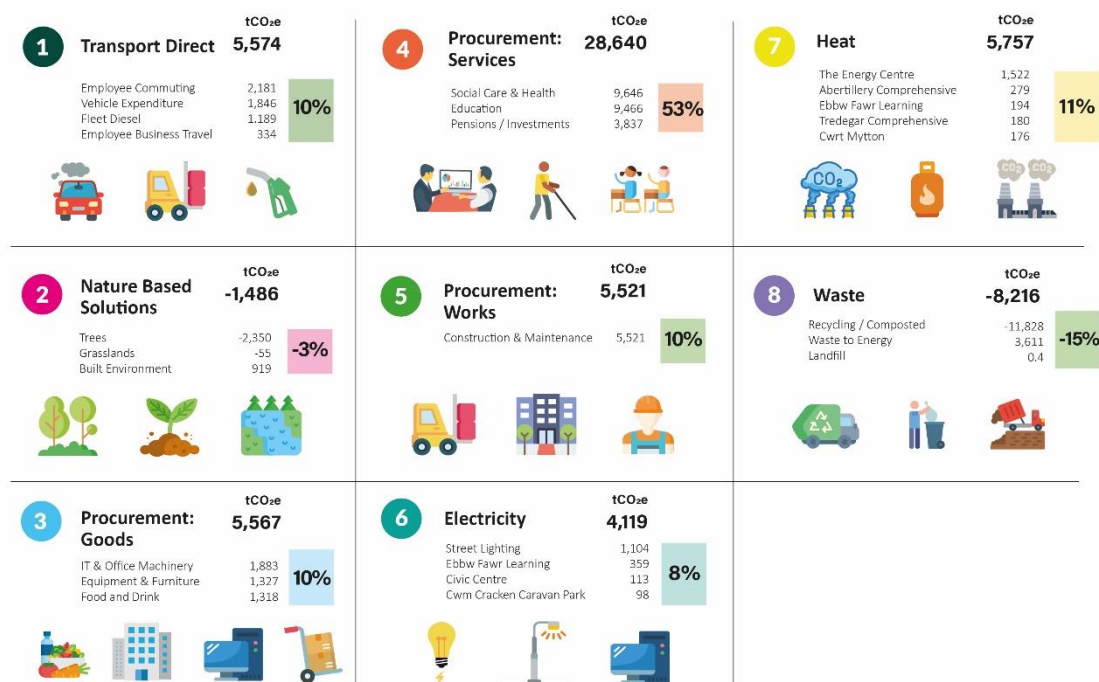 1
Transport Direct
tCO₂e
5,574
Employee Commuting 2,181
Vehicle Expenditure 1,846
Fleet Diesel 1.189
Employee Business Travel 334
10%
4
Procurement:
Services
tCO₂e
28,640
Social Care & Health 9,646
Education 9,466
Pensions / Investments 3,837
53%
7
Heat
tCO₂e
5,757
The Energy Centre 1,522
Abertillery Comprehensive 279
Ebbw Fawr Learning 194
Tredegar Comprehensive 180
Cwrt Mytton 176
11%
CO₂
CO₂ CO₂
2
Nature Based
Solutions
tCO₂e
-1,486
Trees -2,350
Grasslands -55
Built Environment 919
-3%
5
Procurement:
Works
tCO₂e
5,521
Construction & Maintenance 5,521
10%
8
Waste
tCO₂e
-8,216
Recycling / Composted -11,828
Waste to Energy 3,611
Landfill 0.4
-15%
3
Procurement:
Goods
tCO₂e
5,567
IT & Office Machinery 1,883
Equipment & Furniture 1,327
Food and Drink 1,318
10%
6
Electricity
tCO₂e
4,119
Street Lighting 1,104
Ebbw Fawr Learning 359
Civic Centre 113
Cwm Cracken Caravan Park 98
8%